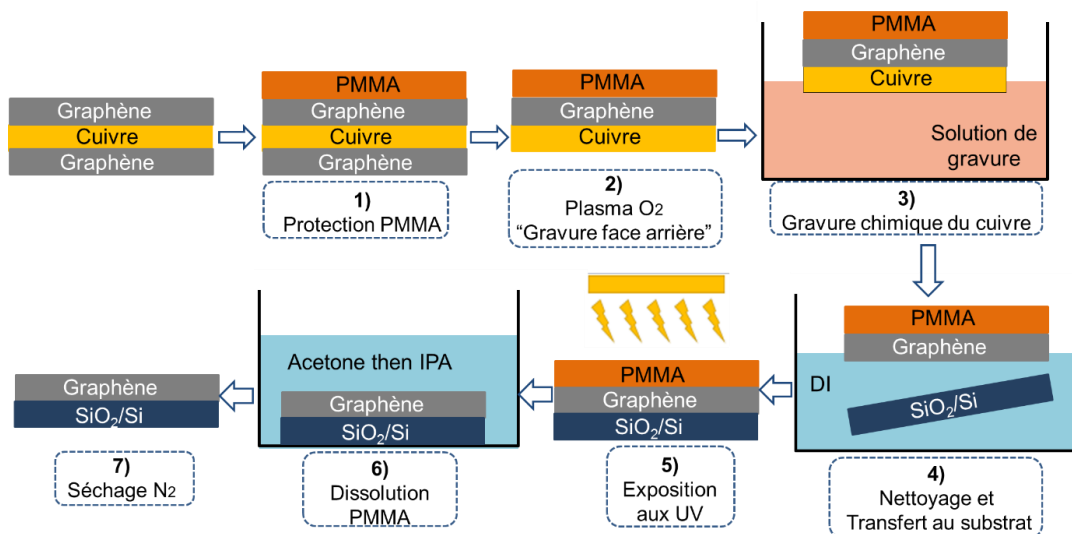 Graphène
Cuivre
Graphène
PMMA
Graphène
Cuivre
Graphène
1)
Protection PMMA
PMMA
Graphène
Cuivre
2)
Plasma O2
“Gravure face arrière”
PMMA
Graphène
Cuivre
Solution de
gravure
3)
Gravure chimique du cuivre
PMMA
Graphène
DI
SiO₂/Si
4)
Nettoyage et
Transfert au substrat
PMMA
Graphène
SiO₂/Si
5)
Exposition
aux UV
Acetone then IPA
Graphène
SiO₂/Si
6)
Dissolution
PMMA
Graphène
SiO₂/Si
7)
Séchage N2